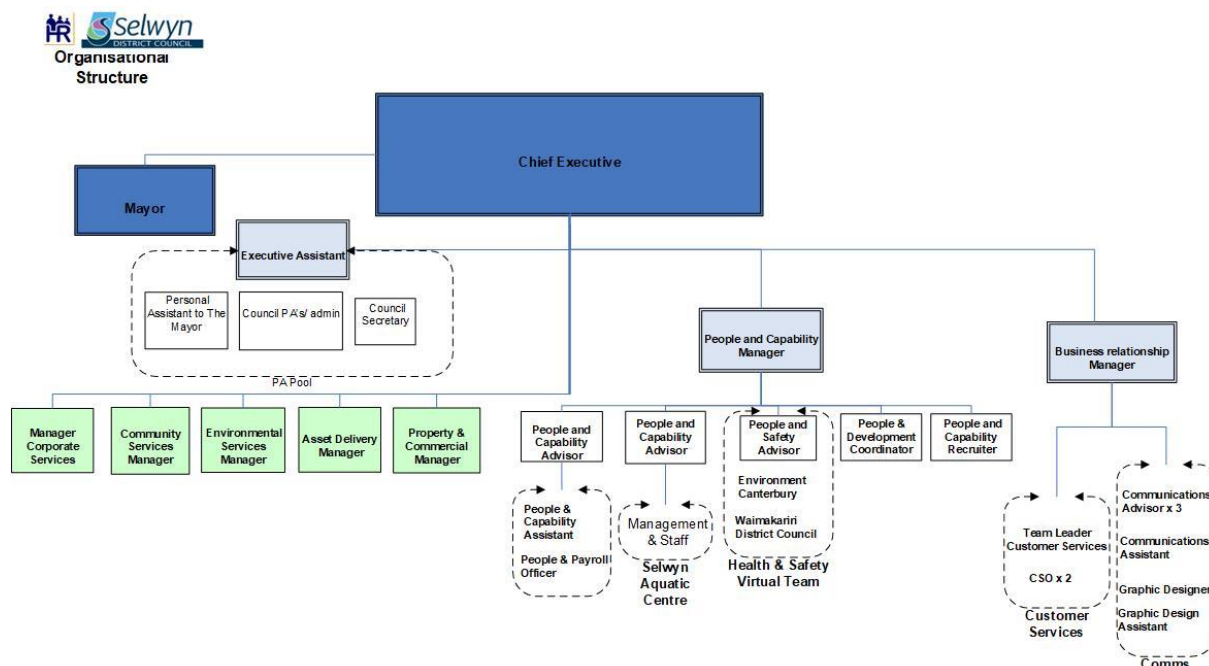 HR
Selwyn
DISTRICT COUNCIL
Organisational
Structure
Chief Executive
Mayor
Executive Assistant
Personal
Assistant to The
Mayor
Council PA's/ admin
Council
Secretary
PA Pool
People and Capability
Manager
Business relationship
Manager
Manager
Corporate
Services
Community
Services
Manager
Environmental
Services
Manager
Asset Delivery
Manager
Property &
Commercial
Manager
People and
Capability
Advisor
People and
Capability
Advisor
People and
Safety
Advisor
People &
Development
Coordinator
People and
Capability
Recruiter
People &
Capability
Assistant
People & Payroll
Officer
Management
& Staff
Selwyn
Aquatic
Centre
Environment
Canterbury
Waimakariri
District Council
Health & Safety
Virtual Team
Team Leader
Customer Services
CSO x 2
Customer
Services
Communications
Advisor x 3
Communications
Assistant
Graphic Designer
Graphic Design
Assistant
Comms